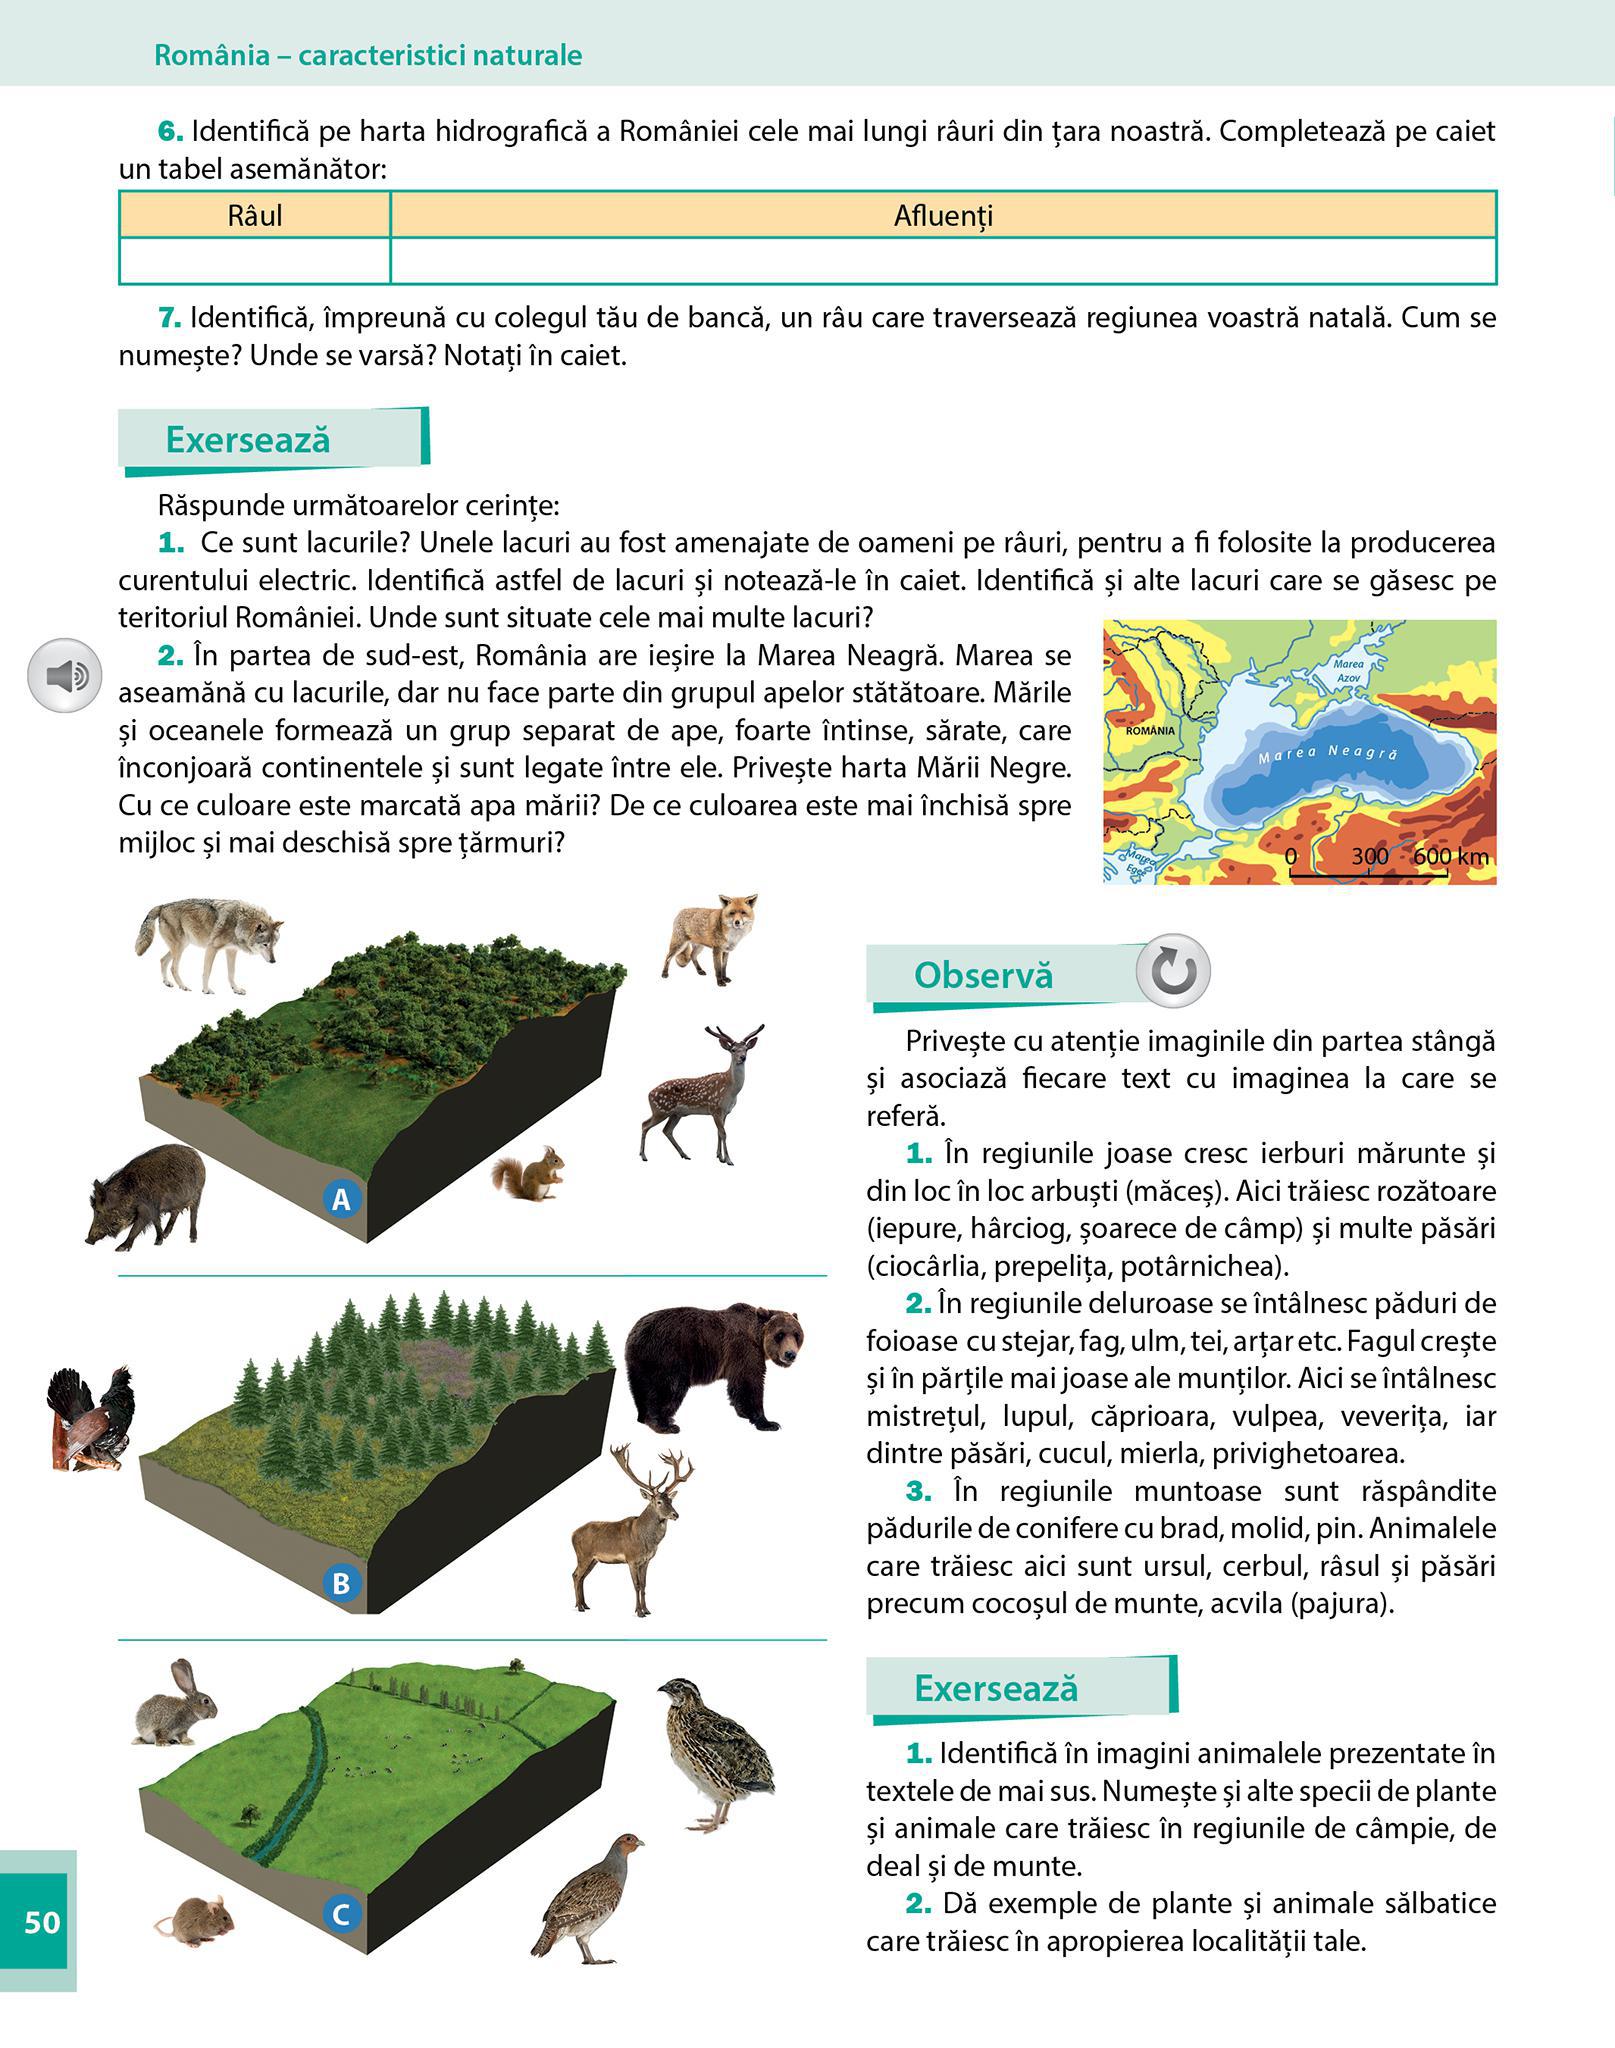 România – caracteristici naturale
6. Identifică pe harta hidrografică a României cele mai lungi râuri din țara noastră. Completează pe caiet
un tabel asemănător:
Râul
Afluenți
7. Identifică, împreună cu colegul tău de bancă, un râu care traversează regiunea voastră natală. Cum se
numește? Unde se varsă? Notați în caiet.
Exersează
Răspunde următoarelor cerințe:
1. Ce sunt lacurile? Unele lacuri au fost amenajate de oameni pe râuri, pentru a fi folosite la producerea
curentului electric. Identifică astfel de lacuri și notează-le în caiet. Identifică și alte lacuri care se găsesc pe
teritoriul României. Unde sunt situate cele mai multe lacuri?
2. În partea de sud-est, România are ieșire la Marea Neagră. Marea se
aseamănă cu lacurile, dar nu face parte din grupul apelor stătătoare. Mările
și oceanele formează un grup separat de ape, foarte întinse, sărate, care
înconjoară continentele și sunt legate între ele. Privește harta Mării Negre.
Cu ce culoare este marcată apa mării? De ce culoarea este mai închisă spre
mijloc și mai deschisă spre țărmuri?
Marea
Azov
ROMÂNIA
Marea Neagră
Marea
Egee
0 300 600 km
A
B
C
Observă
Privește cu atenție imaginile din partea stângă
și asociază fiecare text cu imaginea la care se
referă.
1. În regiunile joase cresc ierburi mărunte și
din loc în loc arbuști (măceș). Aici trăiesc rozătoare
(iepure, hârciog, șoarece de câmp) și multe păsări
(ciocârlia, prepelița, potârnichea).
2. În regiunile deluroase se întâlnesc păduri de
foioase cu stejar, fag, ulm, tei, arțar etc. Fagul crește
și în părțile mai joase ale munților. Aici se întâlnesc
mistrețul, lupul, căprioara, vulpea, veverița, iar
dintre păsări, cucul, mierla, privighetoarea.
3. În regiunile muntoase sunt răspândite
pădurile de conifere cu brad, molid, pin. Animalele
care trăiesc aici sunt ursul, cerbul, râsul și păsări
precum cocoșul de munte, acvila (pajura).
Exersează
1. Identifică în imagini animalele prezentate în
textele de mai sus. Numește și alte specii de plante
și animale care trăiesc în regiunile de câmpie, de
deal și de munte.
2. Dă exemple de plante și animale sălbatice
care trăiesc în apropierea localității tale.
50